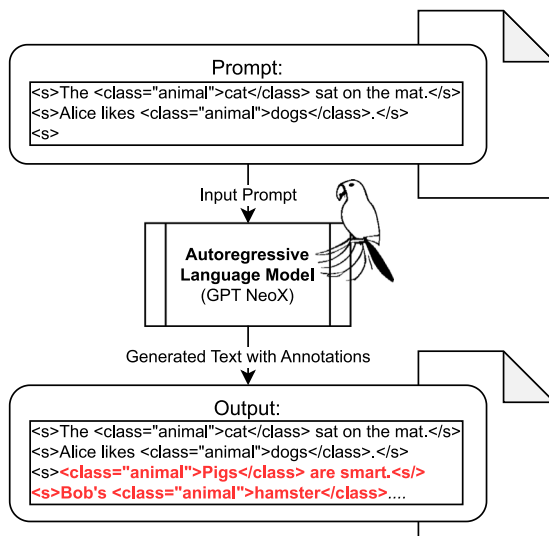 Prompt:
<s>The <class="animal">cat</class> sat on the mat.</s>
<s>Alice likes <class="animal">dogs</class>.</s>
<s>
Input Prompt
Autoregressive
Language Model
(GPT NeoX)
Generated Text with Annotations
Output:
<s>The <class="animal">cat</class> sat on the mat.</s>
<s>Alice likes <class="animal">dogs</class>.</s>
<s><class="animal">Pigs</class> are smart.<s/>
<s>Bob's <class="animal">hamster</class>....